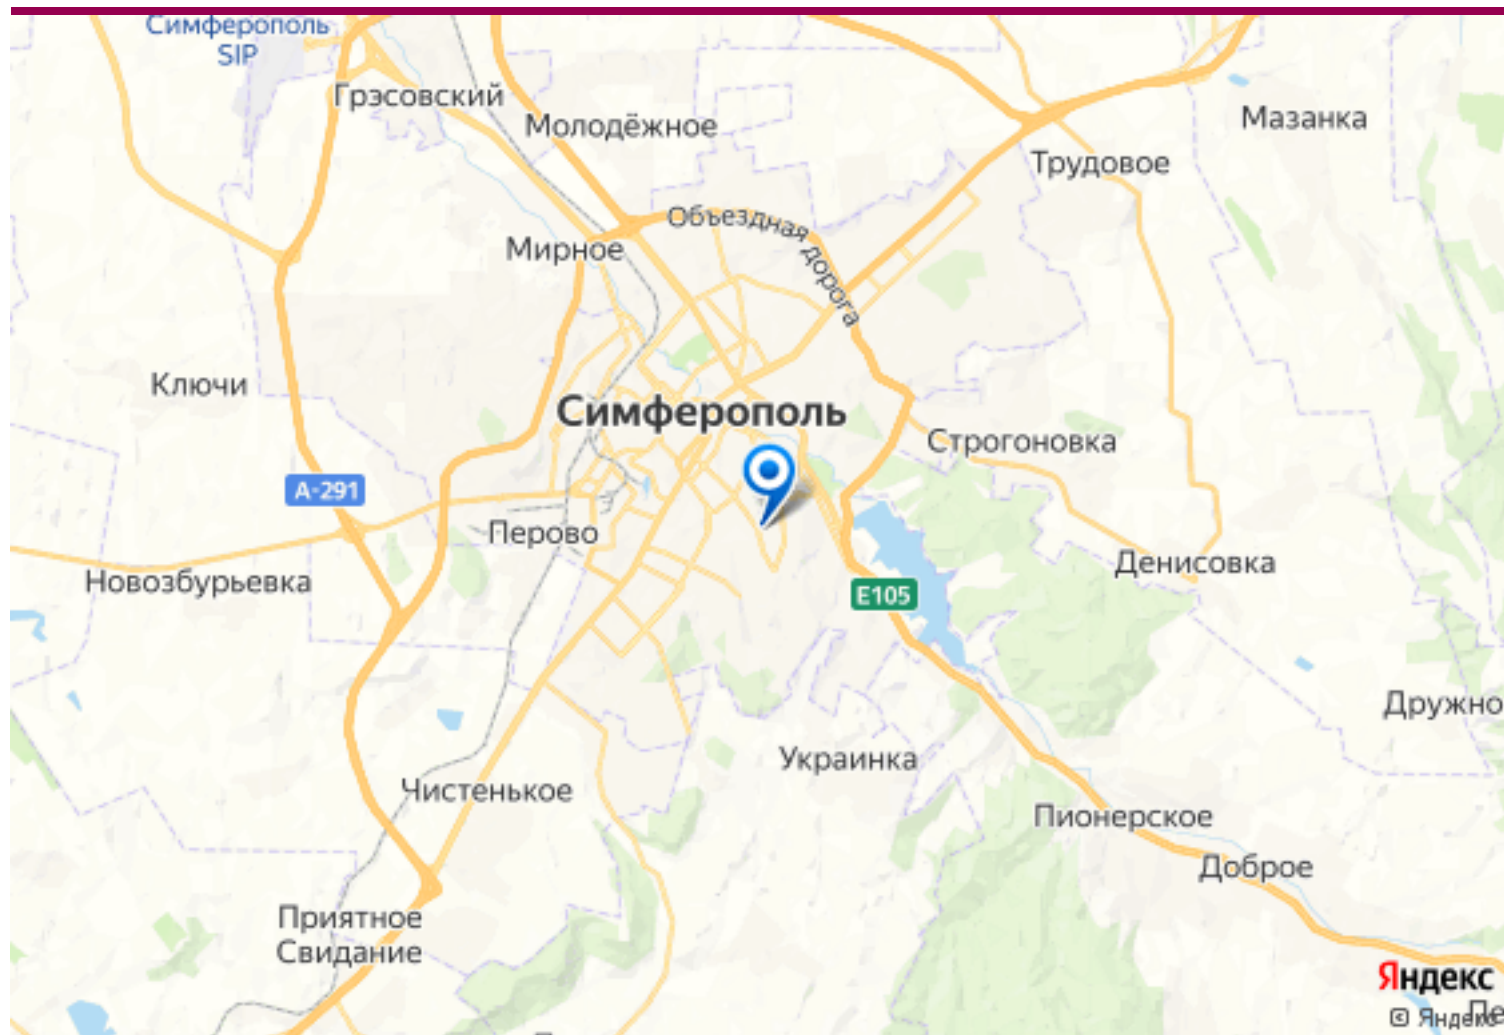 Симферополь
SIP
Грэсовский
Молодёжное
Мазанка
Трудовое
Объездная дорога
Мирное
Ключи
Симферополь
Строгоновка
А-291
Перово
Денисовка
Новозбурьевка
E105
Дружно
Украинка
Чистенькое
Пионерское
Доброе
Приятное
Свидание
Яндекс
© Яндекс